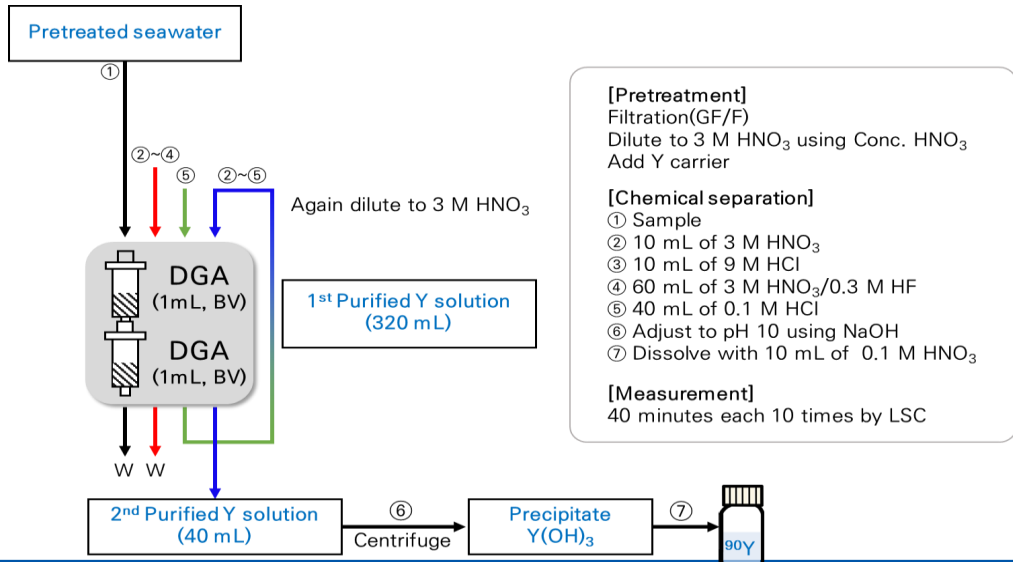 Pretreated seawater
①
②~④
⑤
②~⑤
Again dilute to 3 M HNO₃
DGA
(1mL, BV)
DGA
(1mL, BV)
1ˢᵗ Purified Y solution
(320 mL)
W W
2ⁿᵈ Purified Y solution
(40 mL)
⑥
Centrifuge
Precipitate
Y(OH)₃
⑦
⁹⁰Y
[Pretreatment]
Filtration(GF/F)
Dilute to 3 M HNO₃ using Conc. HNO₃
Add Y carrier
[Chemical separation]
① Sample
② 10 mL of 3 M HNO₃
③ 10 mL of 9 M HCl
④ 60 mL of 3 M HNO₃/0.3 M HF
⑤ 40 mL of 0.1 M HCl
⑥ Adjust to pH 10 using NaOH
⑦ Dissolve with 10 mL of 0.1 M HNO₃
[Measurement]
40 minutes each 10 times by LSC